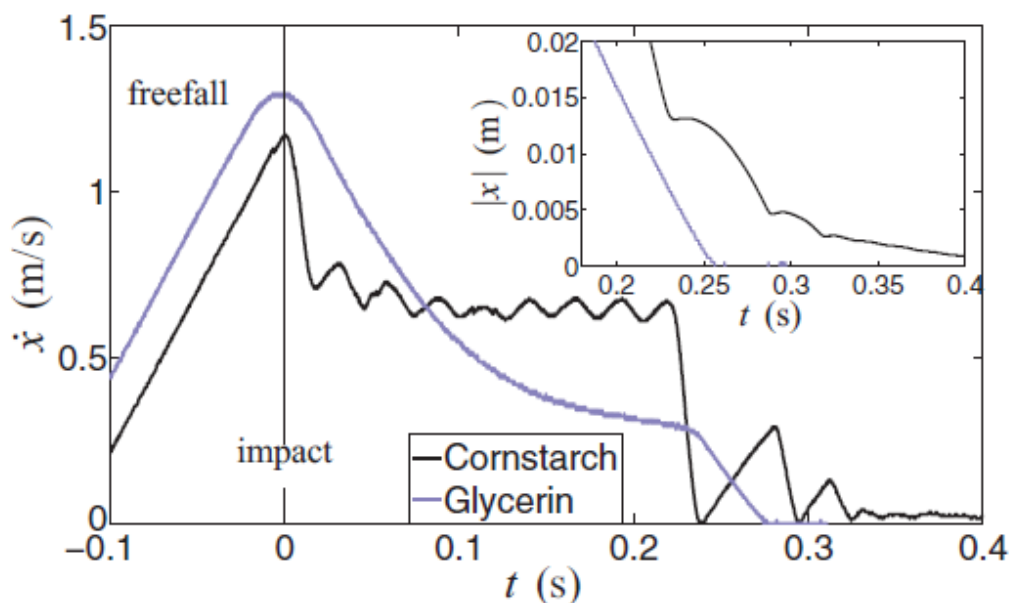 1.5
freefall
1
ẋ (m/s)
0.5
impact
0
Cornstarch
Glycerin
−0.1
0
0.1
0.2
0.3
0.4
t (s)
0.02
0.015
|x| (m)
0.01
0.005
0
0.2
0.25
0.3
0.35
0.4
t (s)